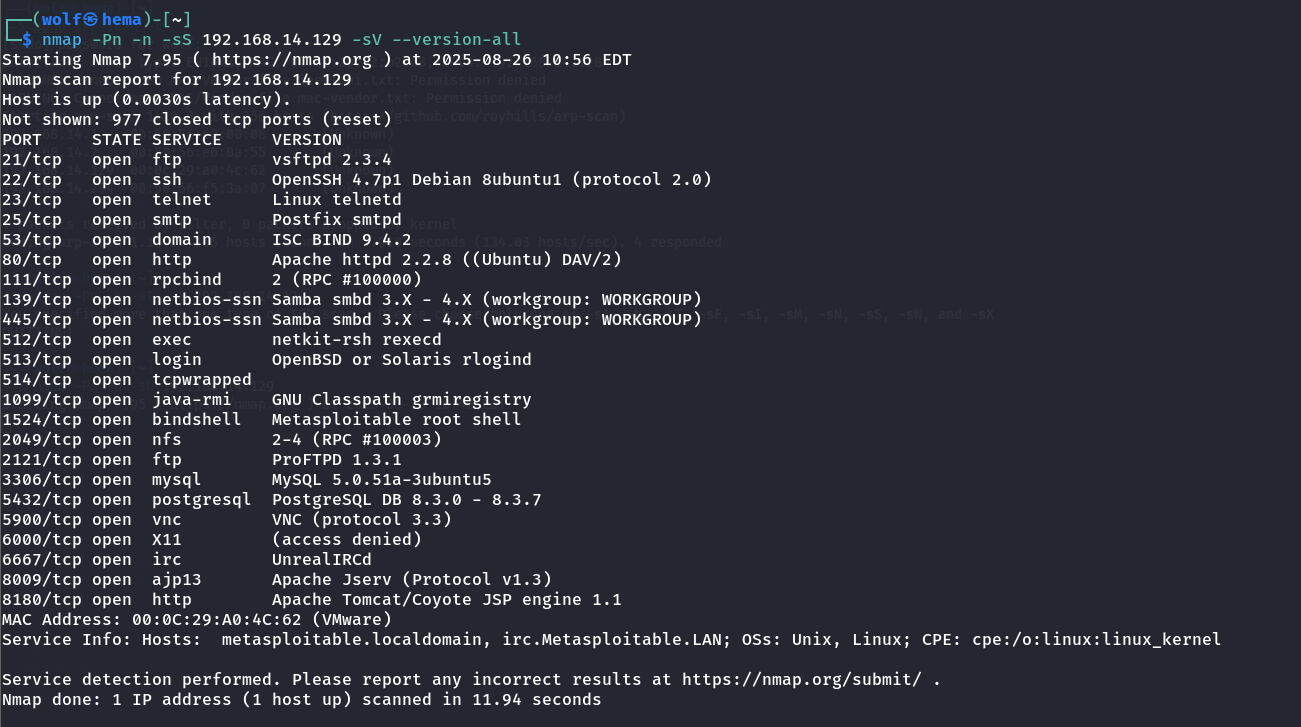 ┌──(wolf㉿hema)-[~]
└─$ nmap -Pn -n -sS 192.168.14.129 -sV --version-all
Starting Nmap 7.95 ( https://nmap.org ) at 2025-08-26 10:56 EDT
Nmap scan report for 192.168.14.129
Host is up (0.0030s latency).
Not shown: 977 closed tcp ports (reset)
PORT     STATE SERVICE     VERSION
21/tcp   open  ftp         vsftpd 2.3.4
22/tcp   open  ssh         OpenSSH 4.7p1 Debian 8ubuntu1 (protocol 2.0)
23/tcp   open  telnet      Linux telnetd
25/tcp   open  smtp        Postfix smtpd
53/tcp   open  domain      ISC BIND 9.4.2
80/tcp   open  http        Apache httpd 2.2.8 ((Ubuntu) DAV/2)
111/tcp  open  rpcbind     2 (RPC #100000)
139/tcp  open  netbios-ssn Samba smbd 3.X - 4.X (workgroup: WORKGROUP)
445/tcp  open  netbios-ssn Samba smbd 3.X - 4.X (workgroup: WORKGROUP)
512/tcp  open  exec        netkit-rsh rexecd
513/tcp  open  login       OpenBSD or Solaris rlogind
514/tcp  open  tcpwrapped
1099/tcp open  java-rmi    GNU Classpath grmiregistry
1524/tcp open  bindshell   Metasploitable root shell
2049/tcp open  nfs         2-4 (RPC #100003)
2121/tcp open  ftp         ProFTPD 1.3.1
3306/tcp open  mysql       MySQL 5.0.51a-3ubuntu5
5432/tcp open  postgresql  PostgreSQL DB 8.3.0 - 8.3.7
5900/tcp open  vnc         VNC (protocol 3.3)
6000/tcp open  X11         (access denied)
6667/tcp open  irc         UnrealIRCd
8009/tcp open  ajp13       Apache Jserv (Protocol v1.3)
8180/tcp open  http        Apache Tomcat/Coyote JSP engine 1.1
MAC Address: 00:0C:29:A0:4C:62 (VMware)
Service Info: Hosts:  metasploitable.localdomain, irc.Metasploitable.LAN; OSs: Unix, Linux; CPE: cpe:/o:linux:linux_kernel

Service detection performed. Please report any incorrect results at https://nmap.org/submit/ .
Nmap done: 1 IP address (1 host up) scanned in 11.94 seconds